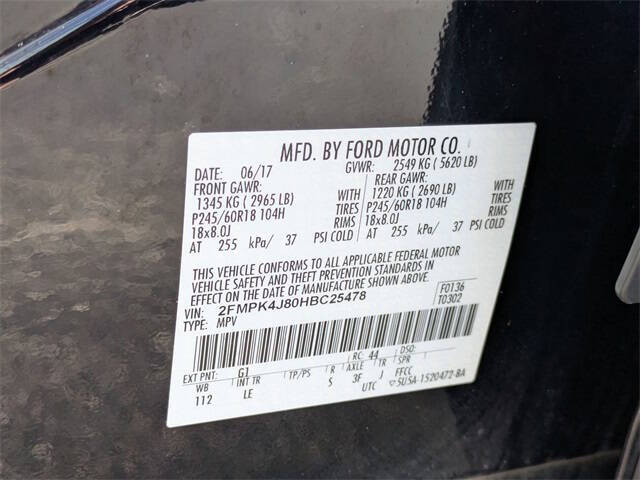 MFD. BY FORD MOTOR CO.
DATE: 06/17 GVWR: 2549 KG ( 5620 LB)
FRONT GAWR: REAR GAWR:
1345 KG ( 2965 LB) WITH 1220 KG ( 2690 LB) WITH
P245/60R18 104H TIRES P245/60R18 104H TIRES
18x8.0J RIMS 18x8.0J RIMS
AT 255 kPa/ 37 PSI COLD AT 255 kPa/ 37 PSI COLD
THIS VEHICLE CONFORMS TO ALL APPLICABLE FEDERAL MOTOR
VEHICLE SAFETY AND THEFT PREVENTION STANDARDS IN
EFFECT ON THE DATE OF MANUFACTURE SHOWN ABOVE.
VIN: 2FMPK4J80HBC25478 F0136
TYPE: MPV T0302
EXT PNT: G1 RC: 44 DSO:
WB INT TR TP/PS R AXLE TR SPR
112 LE S 3F J FFCC
UTC 5U5A-1520472-BA